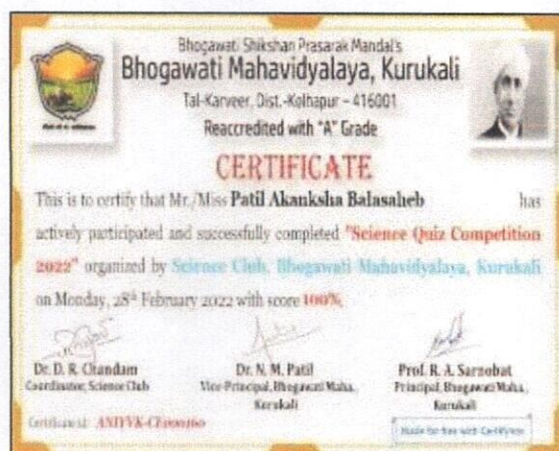 Bhogawati Shikshan Prasarak Mandal's
Bhogawati Mahavidyalaya, Kurukali
Tal-Karveer, Dist.-Kolhapur – 416001
Reaccredited with "A" Grade
CERTIFICATE
This is to certify that Mr./Miss Patil Akanksha Balasaheb has
actively participated and successfully completed "Science Quiz Competition
2022" organized by Science Club, Bhogawati Mahavidyalaya, Kurukali
on Monday, 28th February 2022 with score 100%.
Dr. D. R. Chandam
Coordinator, Science Club
Dr. N. M. Patil
Vice-Principal, Bhogawati Maha.,
Kurukali
Prof. R. A. Sarnobat
Principal, Bhogawati Maha.,
Kurukali
Certificate id:
Made for free with Certify'em